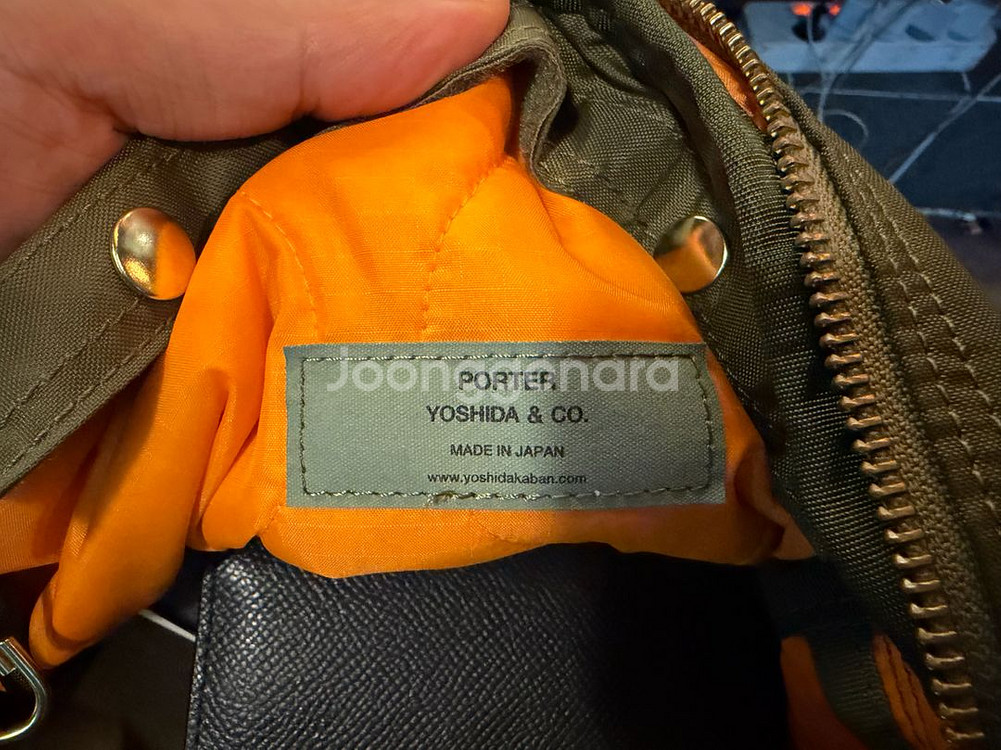 Joonggonara
PORTER
YOSHIDA & CO.
MADE IN JAPAN
www.yoshidakaban.com